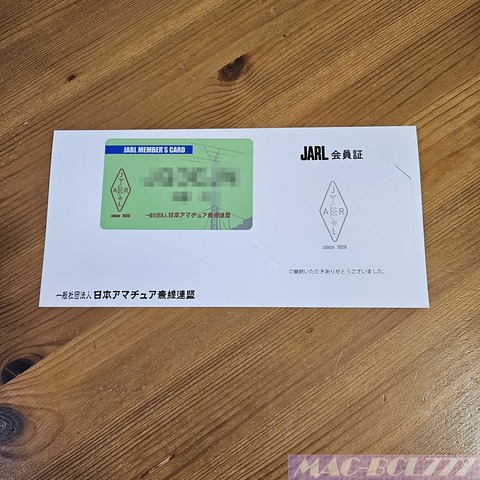 JARL MEMBER'S CARD
J
A R
L
since 1926
一般社団法人 日本アマチュア無線連盟
JARL 会員証
J
A R
L
since 1926
ご継続いただきありがとうございました。
一般社団法人 日本アマチュア無線連盟
MAC-BCL777